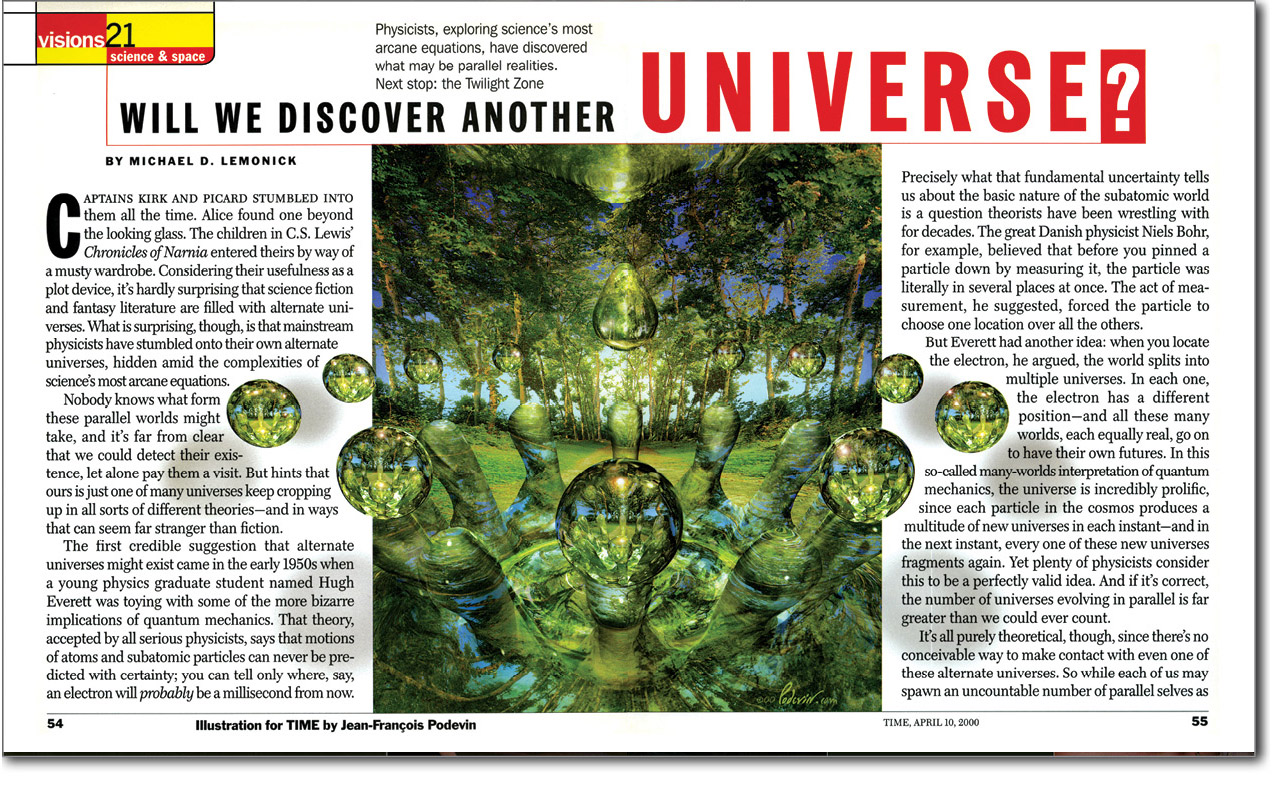 visions21
science & space
Physicists, exploring science's most
arcane equations, have discovered
what may be parallel realities.
Next stop: the Twilight Zone
WILL WE DISCOVER ANOTHER UNIVERSE?
BY MICHAEL D. LEMONICK
CAPTAINS KIRK AND PICARD STUMBLED INTO
them all the time. Alice found one beyond
the looking glass. The children in C.S. Lewis'
Chronicles of Narnia entered theirs by way of
a musty wardrobe. Considering their usefulness as a
plot device, it's hardly surprising that science fiction
and fantasy literature are filled with alternate uni-
verses. What is surprising, though, is that mainstream
physicists have stumbled onto their own alternate
universes, hidden amid the complexities of
science's most arcane equations.
Nobody knows what form
these parallel worlds might
take, and it's far from clear
that we could detect their exis-
tence, let alone pay them a visit. But hints that
ours is just one of many universes keep cropping
up in all sorts of different theories—and in ways
that can seem far stranger than fiction.
The first credible suggestion that alternate
universes might exist came in the early 1950s when
a young physics graduate student named Hugh
Everett was toying with some of the more bizarre
implications of quantum mechanics. That theory,
accepted by all serious physicists, says that motions
of atoms and subatomic particles can never be pre-
dicted with certainty; you can tell only where, say,
an electron will probably be a millisecond from now.
Precisely what that fundamental uncertainty tells
us about the basic nature of the subatomic world
is a question theorists have been wrestling with
for decades. The great Danish physicist Niels Bohr,
for example, believed that before you pinned a
particle down by measuring it, the particle was
literally in several places at once. The act of mea-
surement, he suggested, forced the particle to
choose one location over all the others.
But Everett had another idea: when you locate
the electron, he argued, the world splits into
multiple universes. In each one,
the electron has a different
position—and all these many
worlds, each equally real, go on
to have their own futures. In this
so-called many-worlds interpretation of quantum
mechanics, the universe is incredibly prolific,
since each particle in the cosmos produces a
multitude of new universes in each instant—and in
the next instant, every one of these new universes
fragments again. Yet plenty of physicists consider
this to be a perfectly valid idea. And if it's correct,
the number of universes evolving in parallel is far
greater than we could ever count.
It's all purely theoretical, though, since there's no
conceivable way to make contact with even one of
these alternate universes. So while each of us may
spawn an uncountable number of parallel selves as
Podevin.com
54
Illustration for TIME by Jean-François Podevin
TIME, APRIL 10, 2000
55